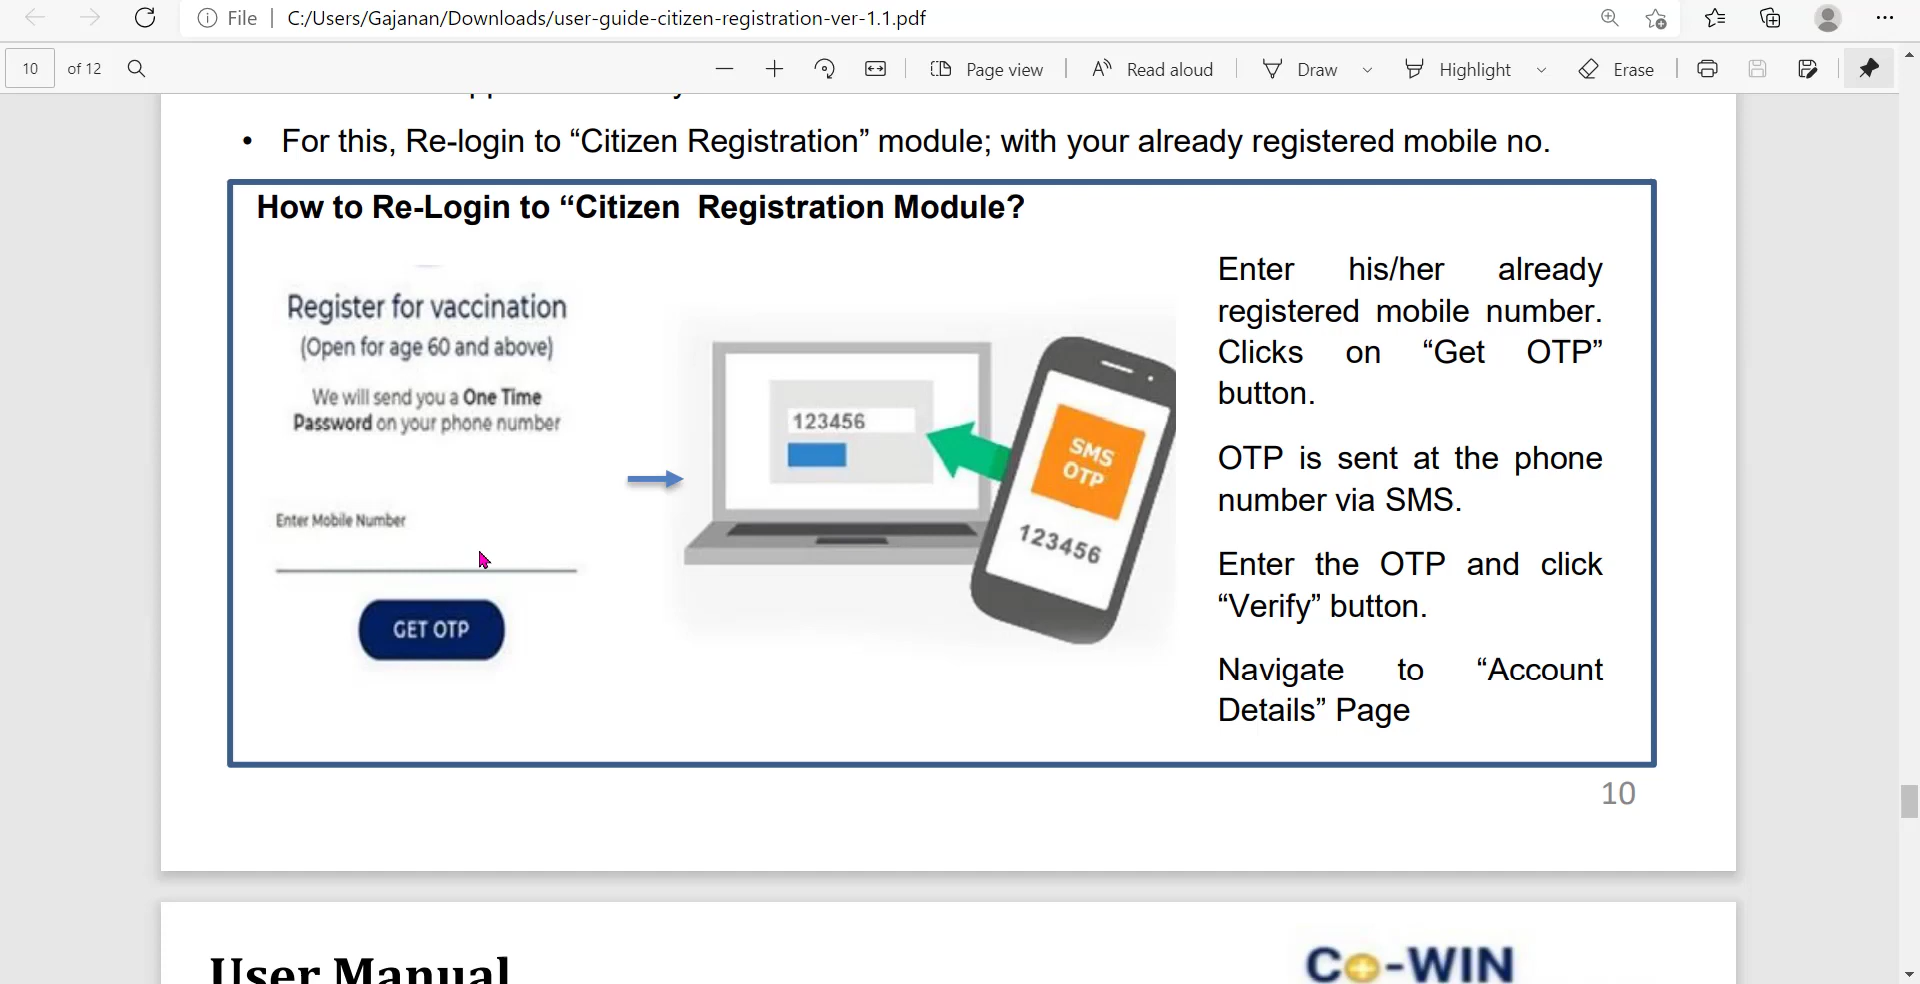 File
C:/Users/Gajanan/Downloads/user-guide-citizen-registration-ver-1.1.pdf
10 of 12
Page view
Read aloud
Draw
Highlight
Erase
• For this, Re-login to “Citizen Registration” module; with your already registered mobile no.
How to Re-Login to “Citizen Registration Module?
Register for vaccination
(Open for age 60 and above)
We will send you a One Time
Password on your phone number
Enter Mobile Number
GET OTP
123456
SMS
OTP
123456
Enter his/her already
registered mobile number.
Clicks on “Get OTP”
button.
OTP is sent at the phone
number via SMS.
Enter the OTP and click
“Verify” button.
Navigate to “Account
Details” Page
10
User Manual
Co-WIN